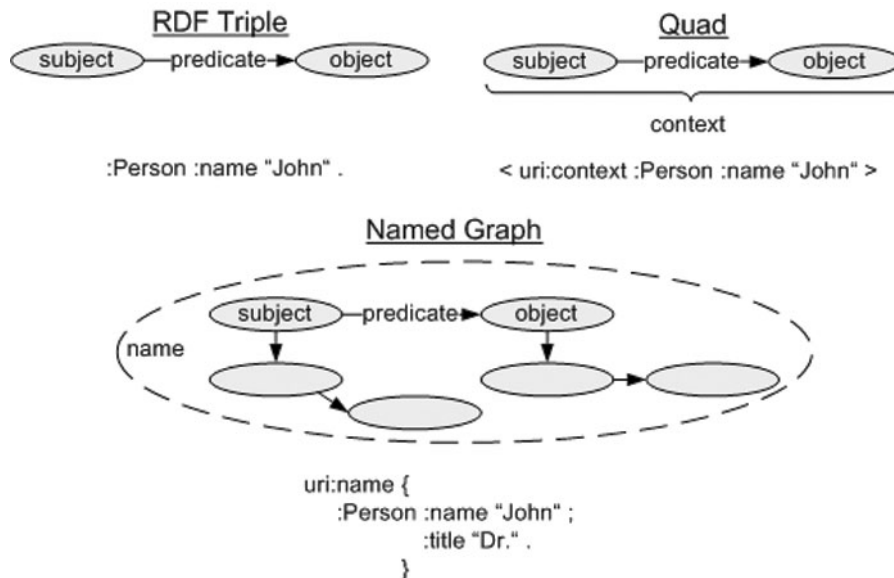 RDF Triple
subject predicate object
:Person :name “John“ .
Quad
subject predicate object
context
< uri:context :Person :name “John“ >
Named Graph
subject predicate object
name
uri:name {
:Person :name “John“ ;
:title “Dr.“ .
}